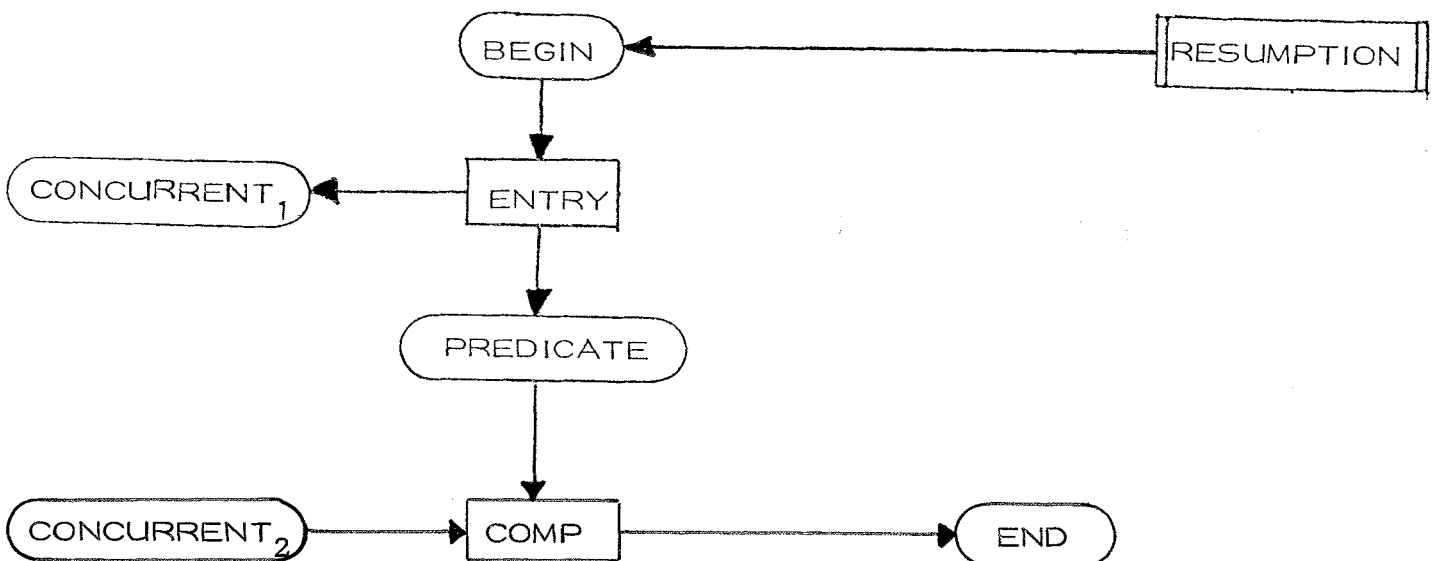 BEGIN
RESUMPTION
CONCURRENT₁
ENTRY
PREDICATE
CONCURRENT₂
COMP
END